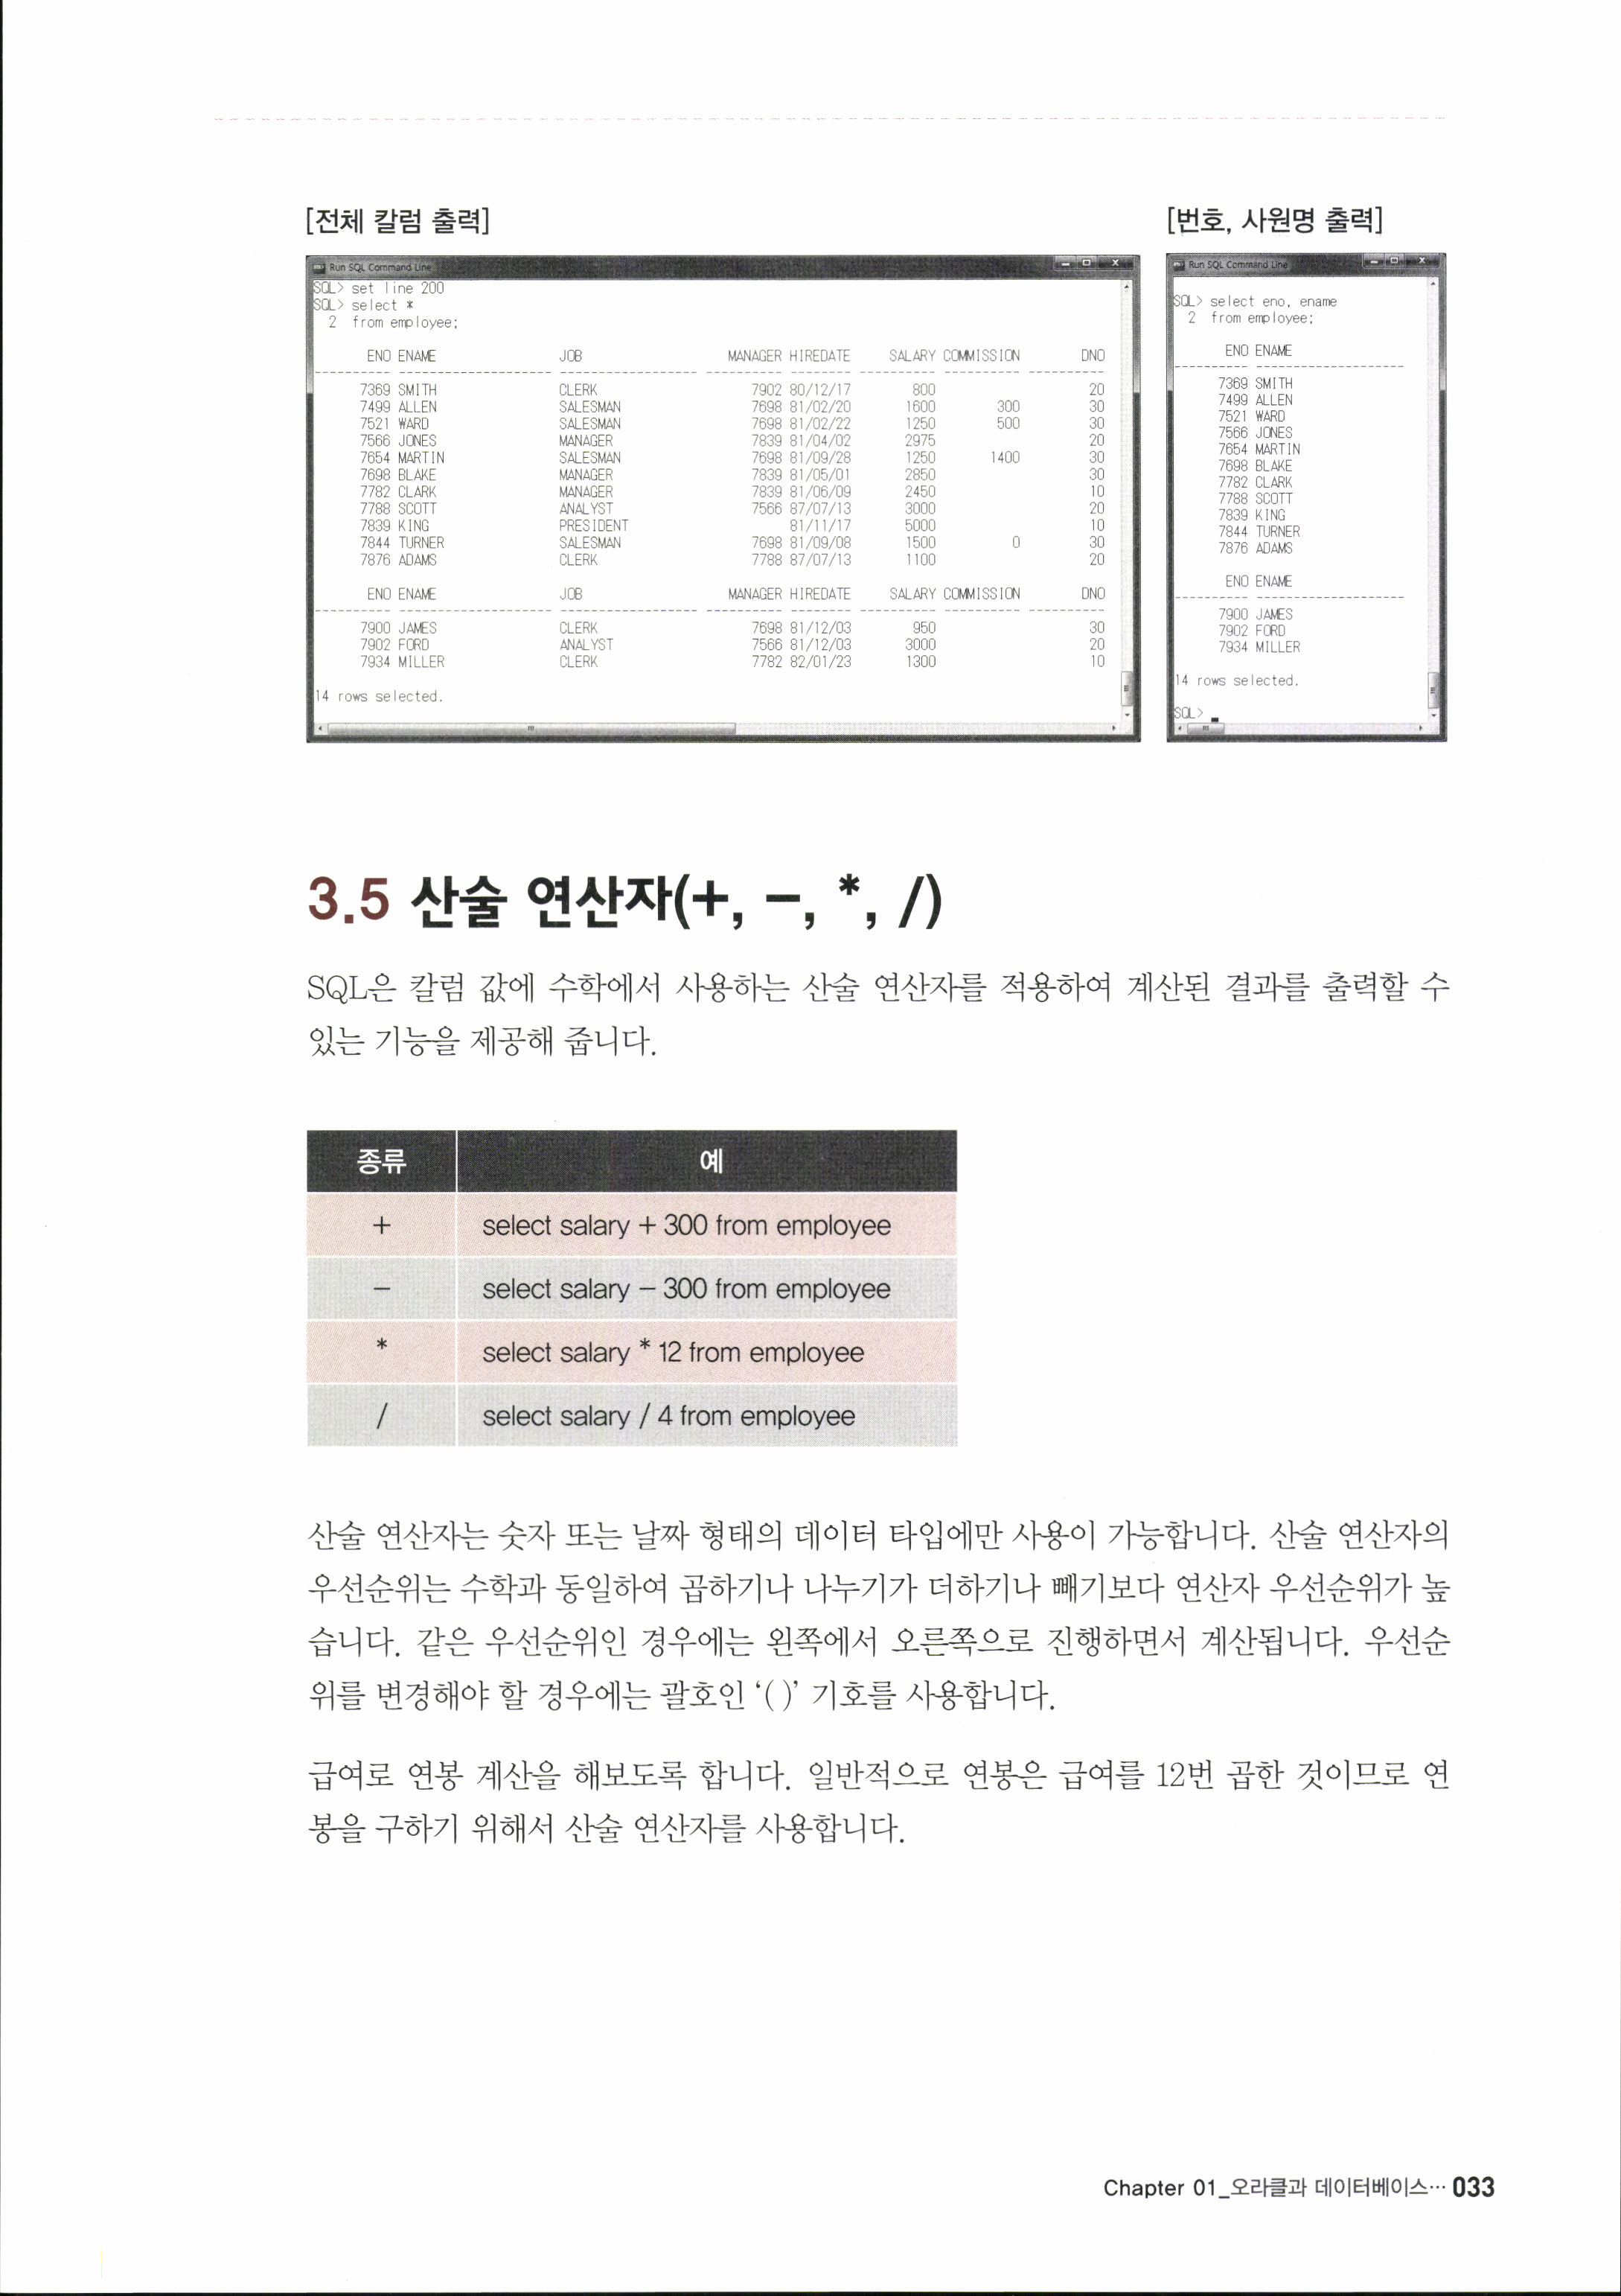 [전체 칼럼 출력]
Run SQL Command Line
SQL> set line 200
SQL> select *
2 from employee;
ENO ENAME JOB MANAGER HIREDATE SALARY COMMISSION DNO
7369 SMITH CLERK 7902 80/12/17 800 20
7499 ALLEN SALESMAN 7698 81/02/20 1600 300 30
7521 WARD SALESMAN 7698 81/02/22 1250 500 30
7566 JONES MANAGER 7839 81/04/02 2975 20
7654 MARTIN SALESMAN 7698 81/09/28 1250 1400 30
7698 BLAKE MANAGER 7839 81/05/01 2850 30
7782 CLARK MANAGER 7839 81/06/09 2450 10
7788 SCOTT ANALYST 7566 87/07/13 3000 20
7839 KING PRESIDENT 81/11/17 5000 10
7844 TURNER SALESMAN 7698 81/09/08 1500 0 30
7876 ADAMS CLERK 7788 87/07/13 1100 20
ENO ENAME JOB MANAGER HIREDATE SALARY COMMISSION DNO
7900 JAMES CLERK 7698 81/12/03 950 30
7902 FORD ANALYST 7566 81/12/03 3000 20
7934 MILLER CLERK 7782 82/01/23 1300 10
14 rows selected.
[번호, 사원명 출력]
Run SQL Command Line
SQL> select eno, ename
2 from employee;
ENO ENAME
7369 SMITH
7499 ALLEN
7521 WARD
7566 JONES
7654 MARTIN
7698 BLAKE
7782 CLARK
7788 SCOTT
7839 KING
7844 TURNER
7876 ADAMS
ENO ENAME
7900 JAMES
7902 FORD
7934 MILLER
14 rows selected.
SQL>
3.5 산술 연산자(+, −, *, /)
SQL은 칼럼 값에 수학에서 사용하는 산술 연산자를 적용하여 계산된 결과를 출력할 수
있는 기능을 제공해 줍니다.
종류 예
+ select salary + 300 from employee
− select salary − 300 from employee
* select salary * 12 from employee
/ select salary / 4 from employee
산술 연산자는 숫자 또는 날짜 형태의 데이터 타입에만 사용이 가능합니다. 산술 연산자의
우선순위는 수학과 동일하여 곱하기나 나누기가 더하기나 빼기보다 연산자 우선순위가 높
습니다. 같은 우선순위인 경우에는 왼쪽에서 오른쪽으로 진행하면서 계산됩니다. 우선순
위를 변경해야 할 경우에는 괄호인 ‘( )’ 기호를 사용합니다.
급여로 연봉 계산을 해보도록 합니다. 일반적으로 연봉은 급여를 12번 곱한 것이므로 연
봉을 구하기 위해서 산술 연산자를 사용합니다.
Chapter 01_오라클과 데이터베이스… 033